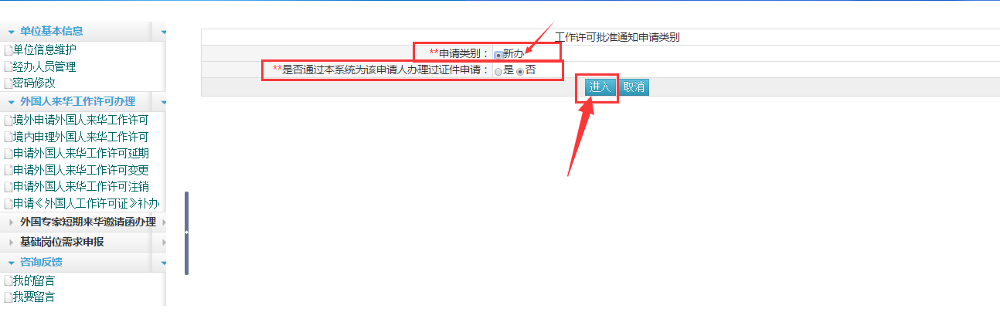 单位基本信息
单位信息维护
经办人员管理
密码修改
外国人来华工作许可办理
境外申请外国人来华工作许可
境内申理外国人来华工作许可
申请外国人来华工作许可延期
申请外国人来华工作许可变更
申请外国人来华工作许可注销
申请《外国人工作许可证》补办
外国专家短期来华邀请函办理
基础岗位需求申报
咨询反馈
我的留言
我要留言
工作许可批准通知申请类别
**申请类别： 新办
**是否通过本系统为该申请人办理过证件申请： 是 否
进入 取消